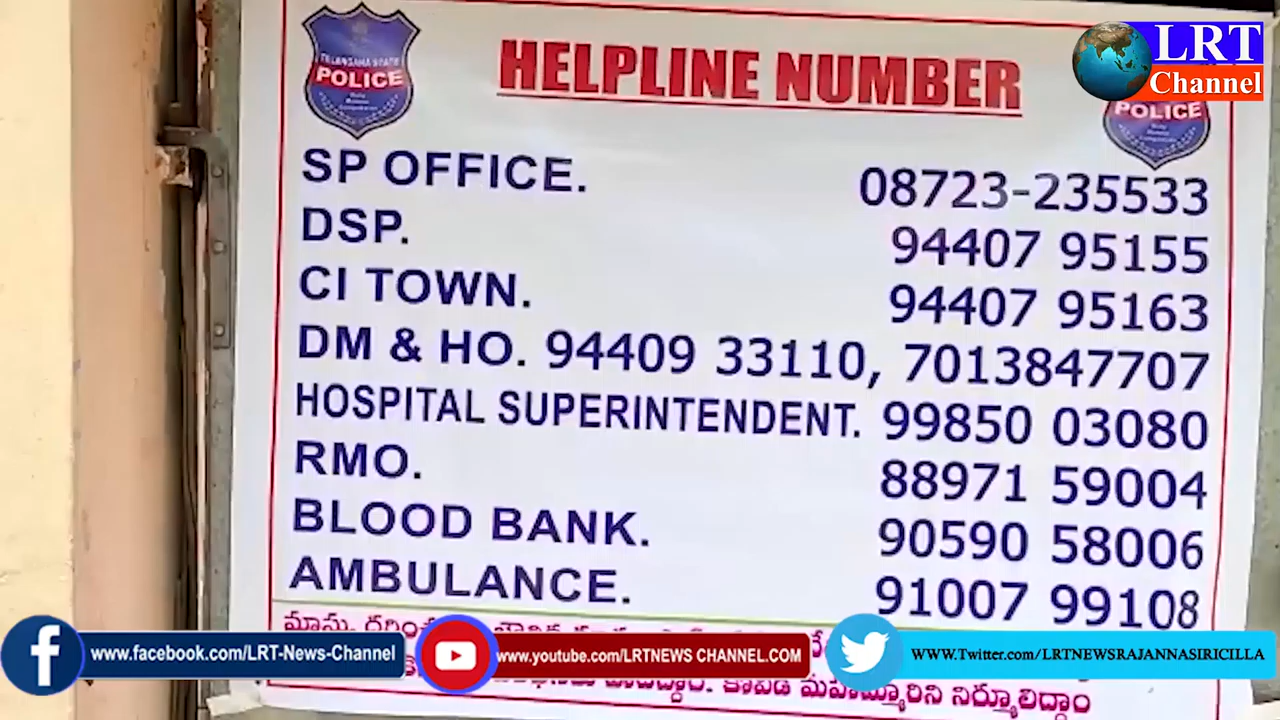 TELANGANA STATE
POLICE
HELPLINE NUMBER
LRT
Channel
POLICE
SP OFFICE. 08723-235533
DSP. 94407 95155
CI TOWN. 94407 95163
DM & HO. 94409 33110, 7013847707
HOSPITAL SUPERINTENDENT. 99850 03080
RMO. 88971 59004
BLOOD BANK. 90590 58006
AMBULANCE. 91007 99108
మాస్కు
www.facebook.com/LRT-News-Channel
www.youtube.com/LRTNEWS CHANNEL.COM
www.Twitter.com/LRTNEWSRAJANNASIRICILLA
కోవిడ్ మహమ్మారిని నిర్మూలిద్దాం